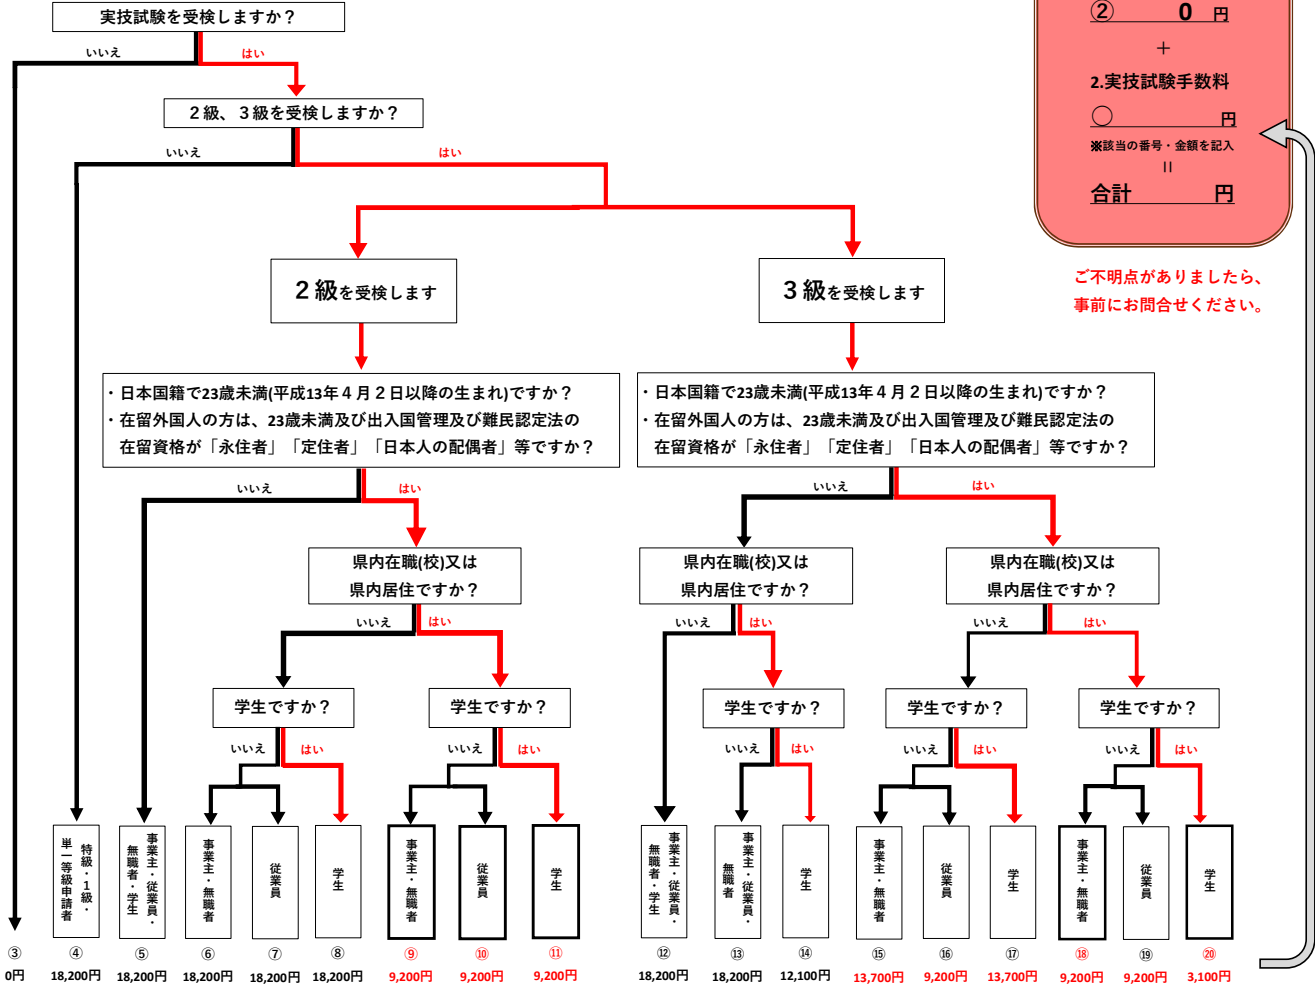 実技試験を受検しますか？
いいえ
はい
２級、３級を受検しますか？
いいえ
はい
② 0 円
＋
2.実技試験手数料
○ 円
※該当の番号・金額を記入
＝
合計 円
ご不明点がありましたら、
事前にお問合せください。
２級を受検します
３級を受検します
・日本国籍で23歳未満(平成13年４月２日以降の生まれ)ですか？
・在留外国人の方は、23歳未満及び出入国管理及び難民認定法の
在留資格が「永住者」「定住者」「日本人の配偶者」等ですか？
・日本国籍で23歳未満(平成13年４月２日以降の生まれ)ですか？
・在留外国人の方は、23歳未満及び出入国管理及び難民認定法の
在留資格が「永住者」「定住者」「日本人の配偶者」等ですか？
いいえ
はい
いいえ
はい
県内在職(校)又は
県内居住ですか？
県内在職(校)又は
県内居住ですか？
県内在職(校)又は
県内居住ですか？
いいえ
はい
いいえ
はい
いいえ
はい
学生ですか？
学生ですか？
学生ですか？
学生ですか？
学生ですか？
いいえ
はい
いいえ
はい
いいえ
はい
いいえ
はい
いいえ
はい
特級・１級・
単一等級申請者
事業主・従業員・
無職者・学生
事業主・無職者
従業員
学生
事業主・無職者
従業員
学生
事業主・従業員・
無職者・学生
事業主・従業員・
無職者
学生
事業主・無職者
従業員
学生
事業主・無職者
従業員
学生
③ ④ ⑤ ⑥ ⑦ ⑧ ⑨ ⑩ ⑪ ⑫ ⑬ ⑭ ⑮ ⑯ ⑰ ⑱ ⑲ ⑳
0円 18,200円 18,200円 18,200円 18,200円 18,200円 9,200円 9,200円 9,200円 18,200円 18,200円 12,100円 13,700円 9,200円 13,700円 9,200円 9,200円 3,100円